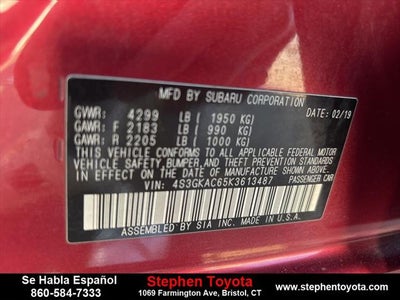 MFD BY SUBARU CORPORATION
DATE: 02/19
GVWR: 4299 LB ( 1950 KG)
GAWR: F 2183 LB ( 990 KG)
GAWR: R 2205 LB ( 1000 KG)
THIS VEHICLE CONFORMS TO ALL APPLICABLE FEDERAL MOTOR
VEHICLE SAFETY, BUMPER, AND THEFT PREVENTION STANDARDS
IN EFFECT ON THE DATE OF MANUFACTURE SHOWN ABOVE.
VIN: 4S3GKAC65K3613487 PASSENGER CAR
ASSEMBLED BY SIA INC. MADE IN U.S.A.
Se Habla Español
860-584-7333
Stephen Toyota
1069 Farmington Ave, Bristol, CT
Visit us at:
www.stephentoyota.com